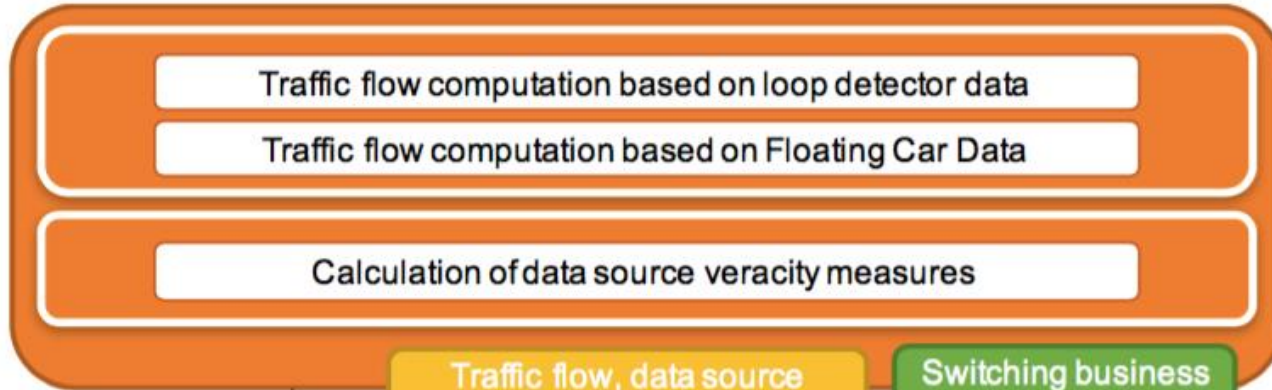 Traffic flow computation based on loop detector data
Traffic flow computation based on Floating Car Data
Calculation of data source veracity measures
Traffic flow, data source
Switching business